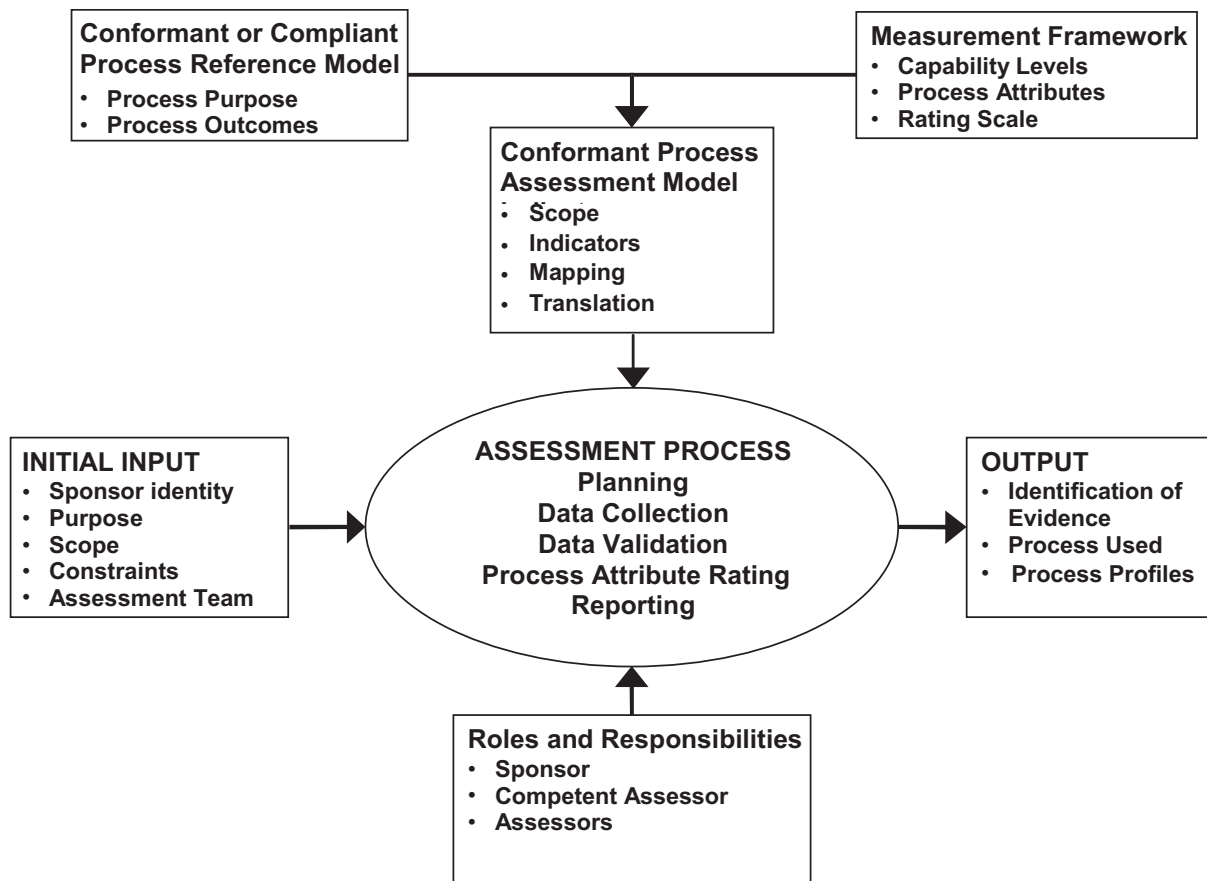 Conformant or Compliant
Process Reference Model
• Process Purpose
• Process Outcomes
Measurement Framework
• Capability Levels
• Process Attributes
• Rating Scale
Conformant Process
Assessment Model
• Scope
• Indicators
• Mapping
• Translation
INITIAL INPUT
• Sponsor identity
• Purpose
• Scope
• Constraints
• Assessment Team
ASSESSMENT PROCESS
Planning
Data Collection
Data Validation
Process Attribute Rating
Reporting
OUTPUT
• Identification of
Evidence
• Process Used
• Process Profiles
Roles and Responsibilities
• Sponsor
• Competent Assessor
• Assessors